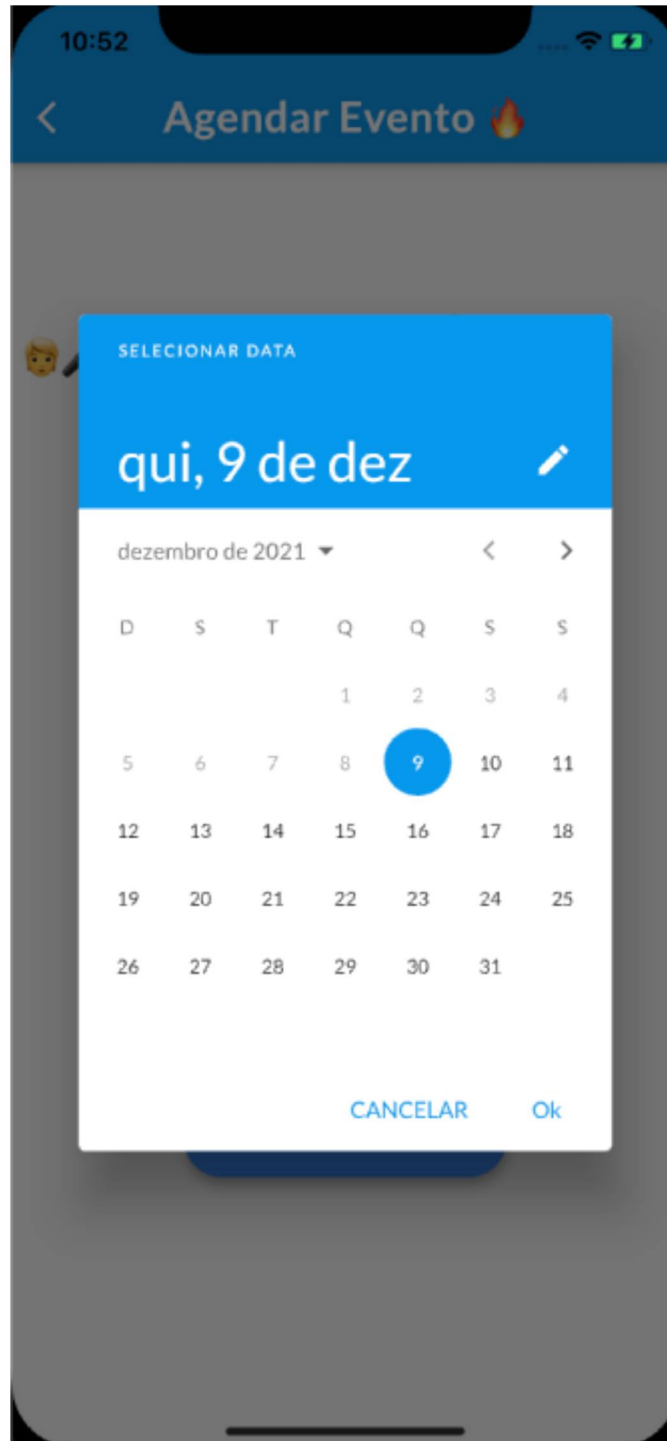 10:52
Agendar Evento 🔥
SELECIONAR DATA
qui, 9 de dez
dezembro de 2021
D S T Q Q S S
1 2 3 4
5 6 7 8 9 10 11
12 13 14 15 16 17 18
19 20 21 22 23 24 25
26 27 28 29 30 31
CANCELAR Ok